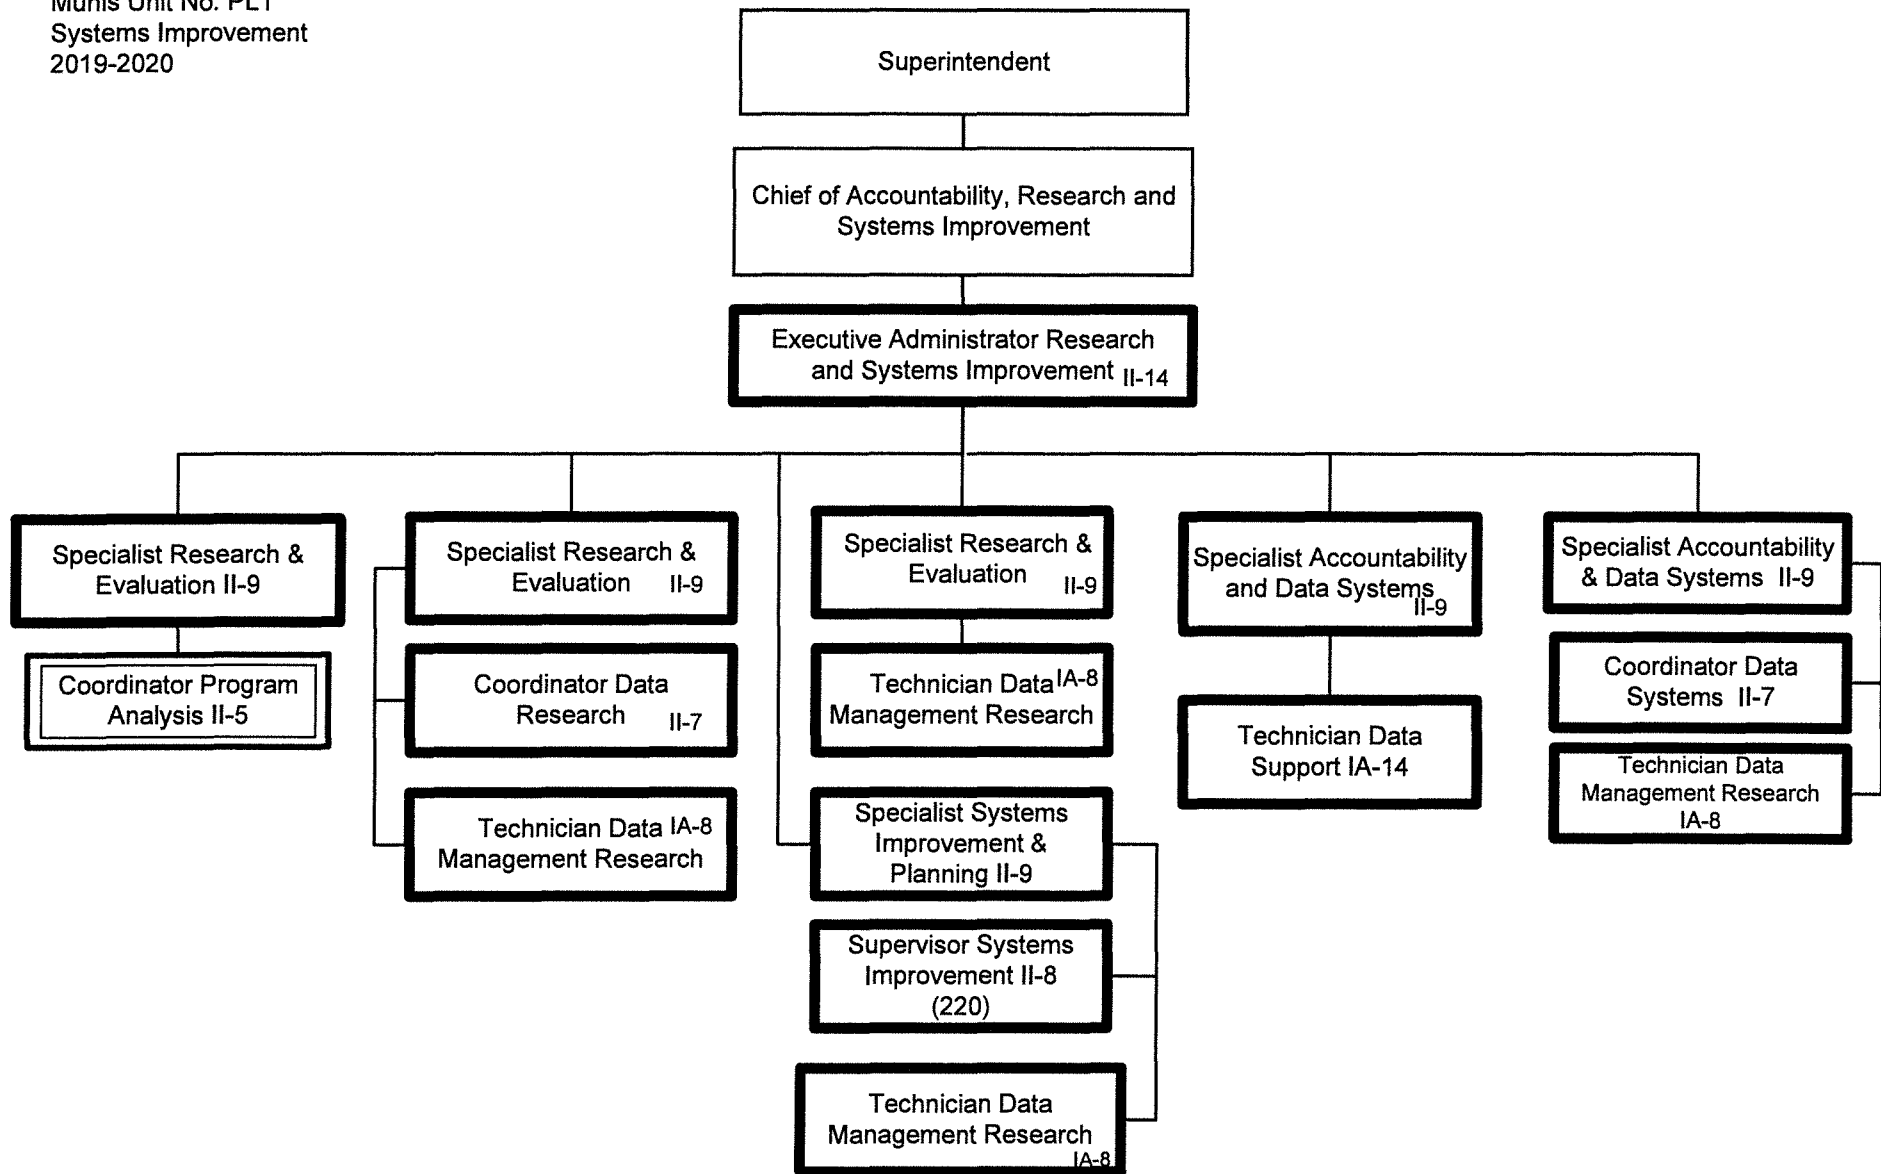 Munis Unit No. PL1
Systems Improvement
2019-2020
Superintendent
Chief of Accountability, Research and
Systems Improvement
Executive Administrator Research
and Systems Improvement II-14
Specialist Research &
Evaluation II-9
Coordinator Program
Analysis II-5
Specialist Research &
Evaluation II-9
Coordinator Data
Research II-7
Technician Data IA-8
Management Research
Specialist Research &
Evaluation II-9
Technician Data IA-8
Management Research
Specialist Systems
Improvement &
Planning II-9
Supervisor Systems
Improvement II-8
(220)
Technician Data
Management Research
IA-8
Specialist Accountability
and Data Systems
II-9
Technician Data
Support IA-14
Specialist Accountability
& Data Systems II-9
Coordinator Data
Systems II-7
Technician Data
Management Research
IA-8